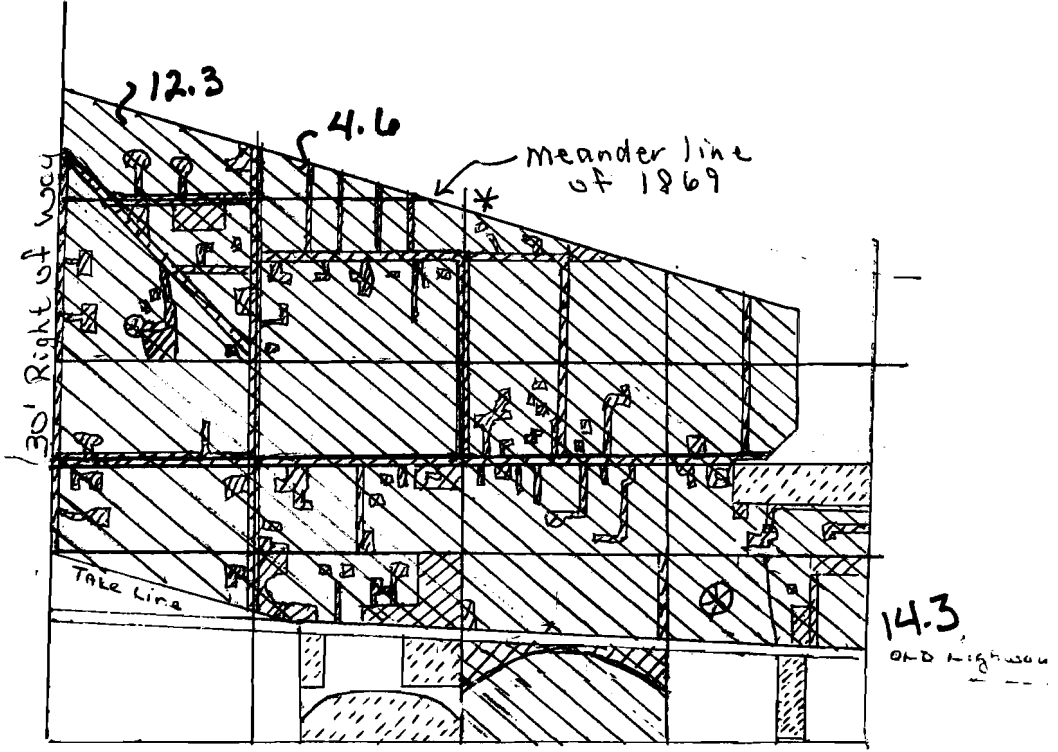 12.3
4.6
meander line
of 1869
*
30' Right of Way
Take Line
14.3
old highway